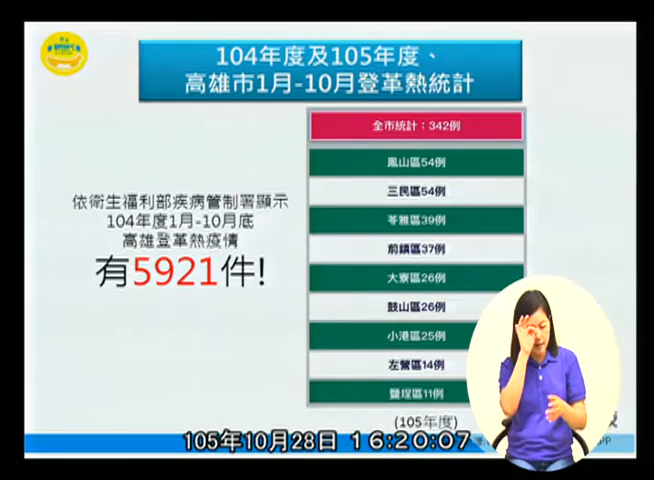 104年度及105年度、
高雄市1月-10月登革熱統計
全市統計：342例
鳳山區54例
三民區54例
苓雅區39例
前鎮區37例
大寮區26例
鼓山區26例
小港區25例
左營區14例
鹽埕區11例
(105年度)
依衛生福利部疾病管制署顯示
104年度1月-10月底
高雄登革熱疫情
有5921件!
105年10月28日 16:20:07